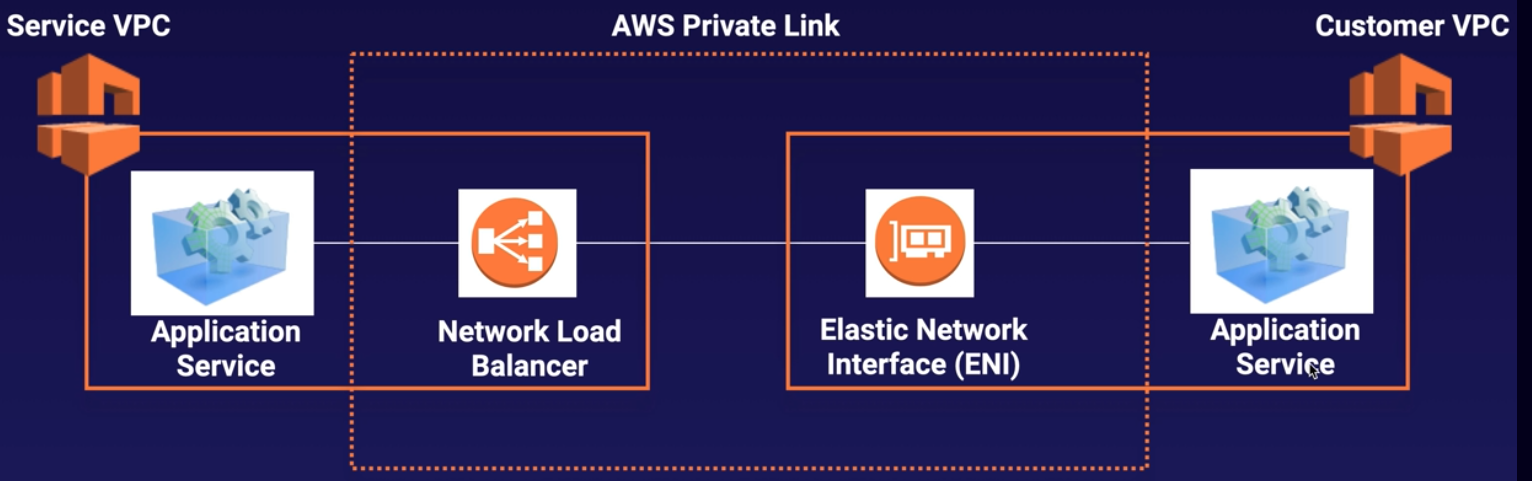 Service VPC
AWS Private Link
Customer VPC
Application
Service
Network Load
Balancer
Elastic Network
Interface (ENI)
Application
Service